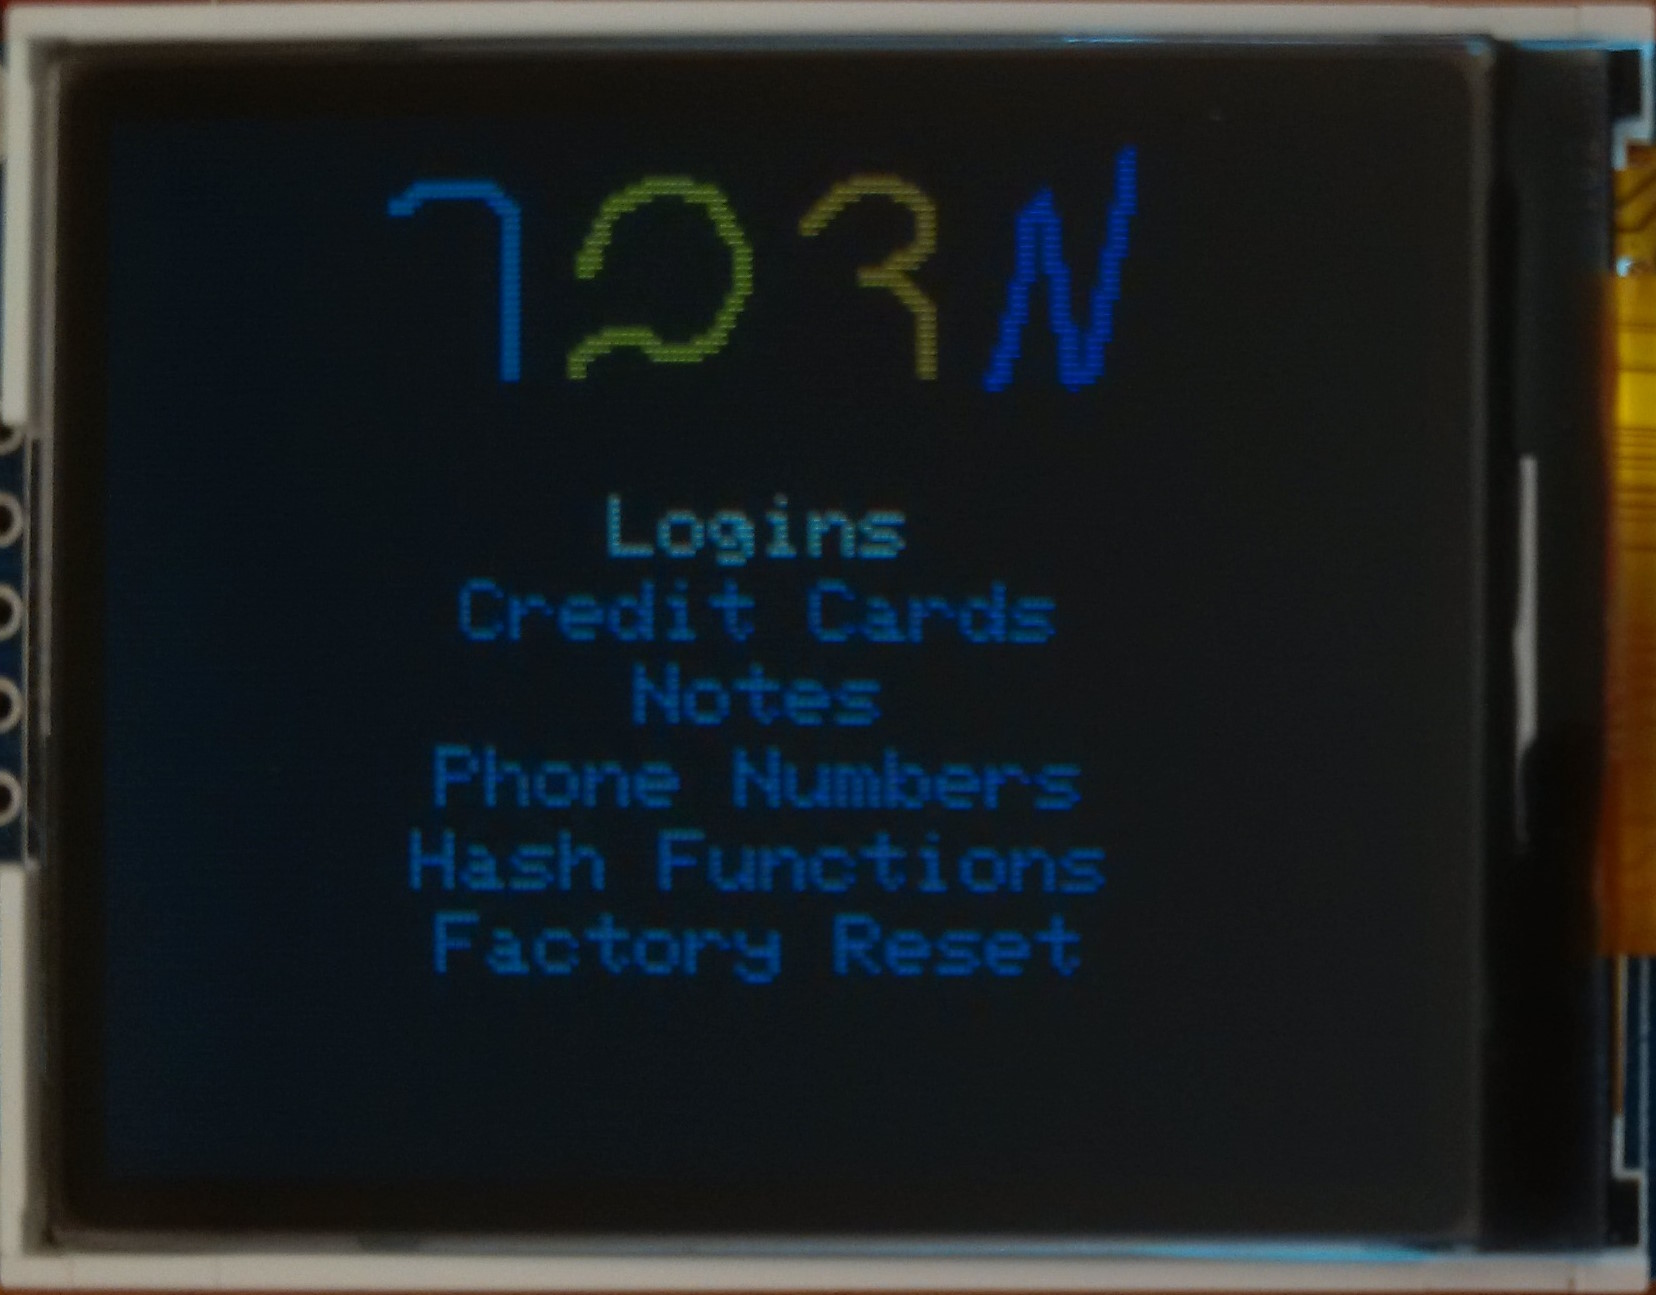 Logins
Credit Cards
Notes
Phone Numbers
Hash Functions
Factory Reset